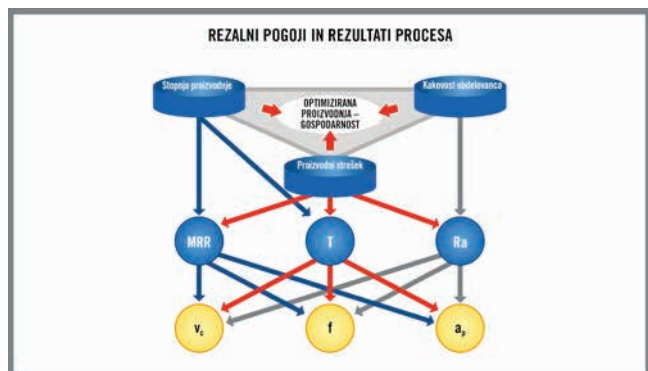 REZALNI POGOJI IN REZULTATI PROCESA
Stopnja proizvodnje
Kakovost obdelovanca
OPTIMIZIRANA
PROIZVODNJA –
GOSPODARNOST
Proizvodni strošek
MRR
T
Ra
vc
f
ap